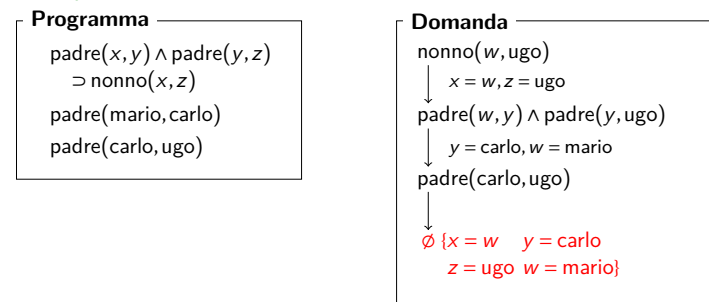 Programma
padre(x, y) ∧ padre(y, z)
⊃ nonno(x, z)
padre(mario, carlo)
padre(carlo, ugo)
Domanda
nonno(w, ugo)
x = w, z = ugo
padre(w, y) ∧ padre(y, ugo)
y = carlo, w = mario
padre(carlo, ugo)
∅ {x = w y = carlo
z = ugo w = mario}